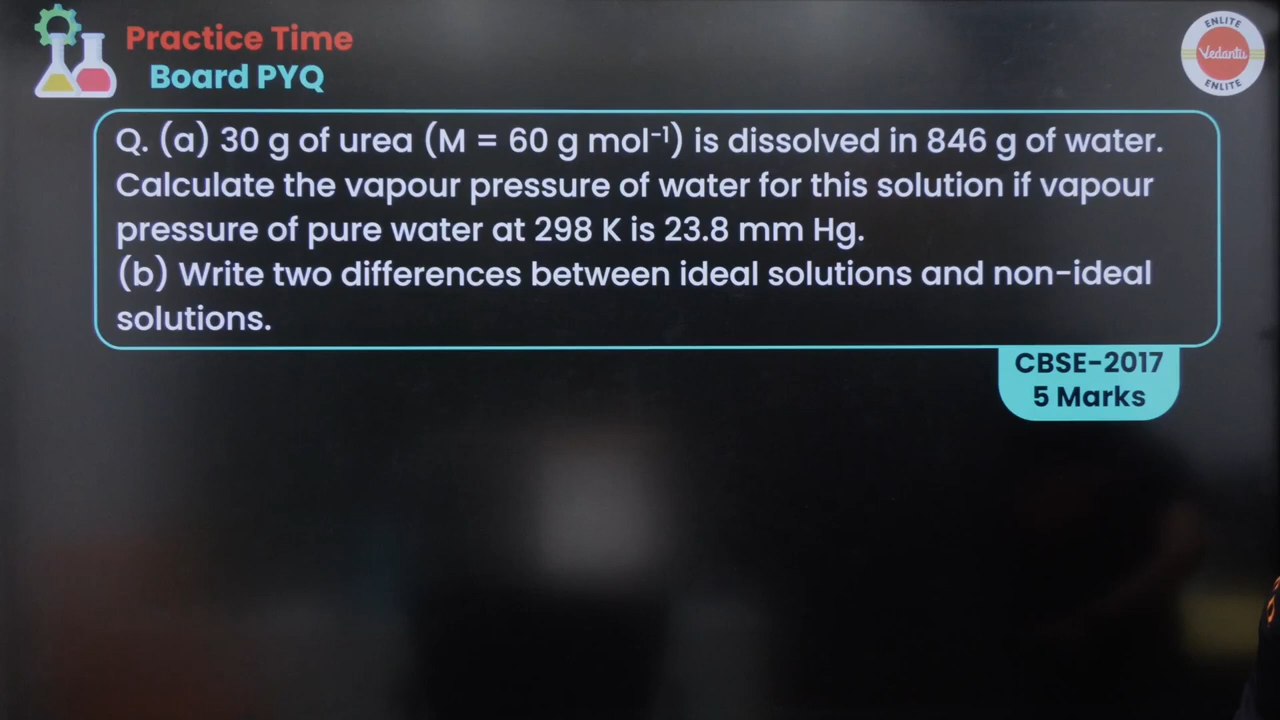 Practice Time
Board PYQ
ENLITE
Vedantu
ENLITE
Q. (a) 30 g of urea (M = 60 g mol⁻¹) is dissolved in 846 g of water.
Calculate the vapour pressure of water for this solution if vapour
pressure of pure water at 298 K is 23.8 mm Hg.
(b) Write two differences between ideal solutions and non-ideal
solutions.
CBSE-2017
5 Marks